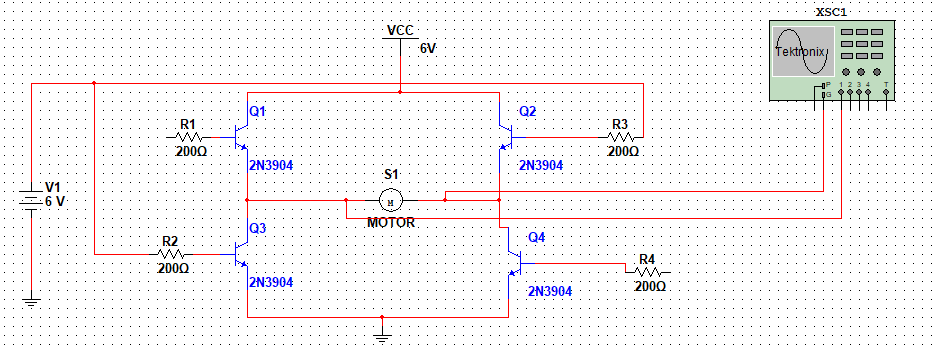 XSC1
VCC
6V
Tektronix
P
G
1 2 3 4 T
Q1
Q2
R1
200Ω
R3
200Ω
2N3904
2N3904
S1
M
MOTOR
V1
6 V
Q3
Q4
R2
200Ω
R4
200Ω
2N3904
2N3904